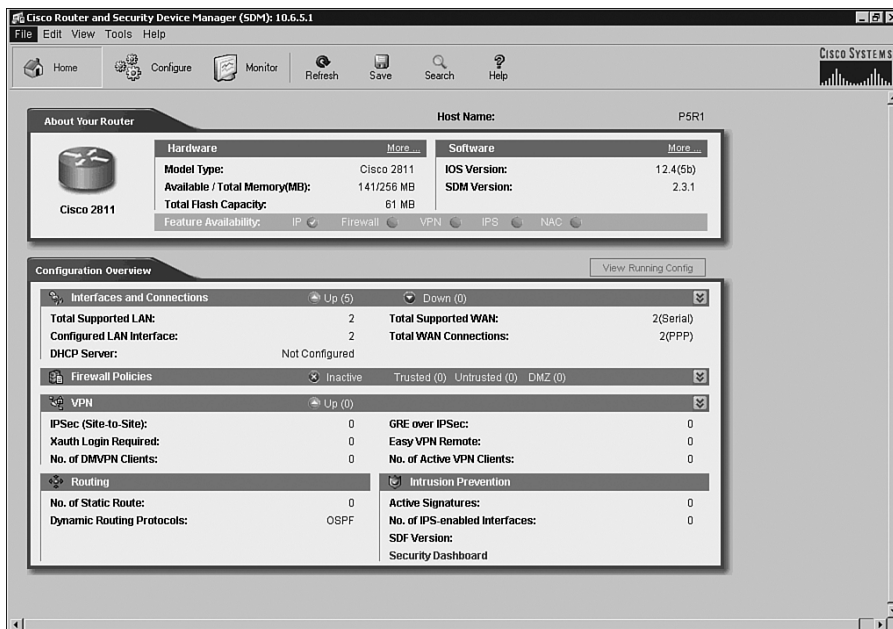 Cisco Router and Security Device Manager (SDM): 10.6.5.1
File Edit View Tools Help
Home Configure Monitor Refresh Save Search Help
CISCO SYSTEMS
About Your Router
Host Name: P5R1
Cisco 2811
Hardware More ...
Model Type: Cisco 2811
Available / Total Memory(MB): 141/256 MB
Total Flash Capacity: 61 MB
Software More ...
IOS Version: 12.4(5b)
SDM Version: 2.3.1
Feature Availability: IP Firewall VPN IPS NAC
Configuration Overview
View Running Config
Interfaces and Connections Up (5) Down (0)
Total Supported LAN: 2 Total Supported WAN: 2(Serial)
Configured LAN Interface: 2 Total WAN Connections: 2(PPP)
DHCP Server: Not Configured
Firewall Policies Inactive Trusted (0) Untrusted (0) DMZ (0)
VPN Up (0)
IPSec (Site-to-Site): 0 GRE over IPSec: 0
Xauth Login Required: 0 Easy VPN Remote: 0
No. of DMVPN Clients: 0 No. of Active VPN Clients: 0
Routing
No. of Static Route: 0
Dynamic Routing Protocols: OSPF
Intrusion Prevention
Active Signatures: 0
No. of IPS-enabled Interfaces: 0
SDF Version:
Security Dashboard